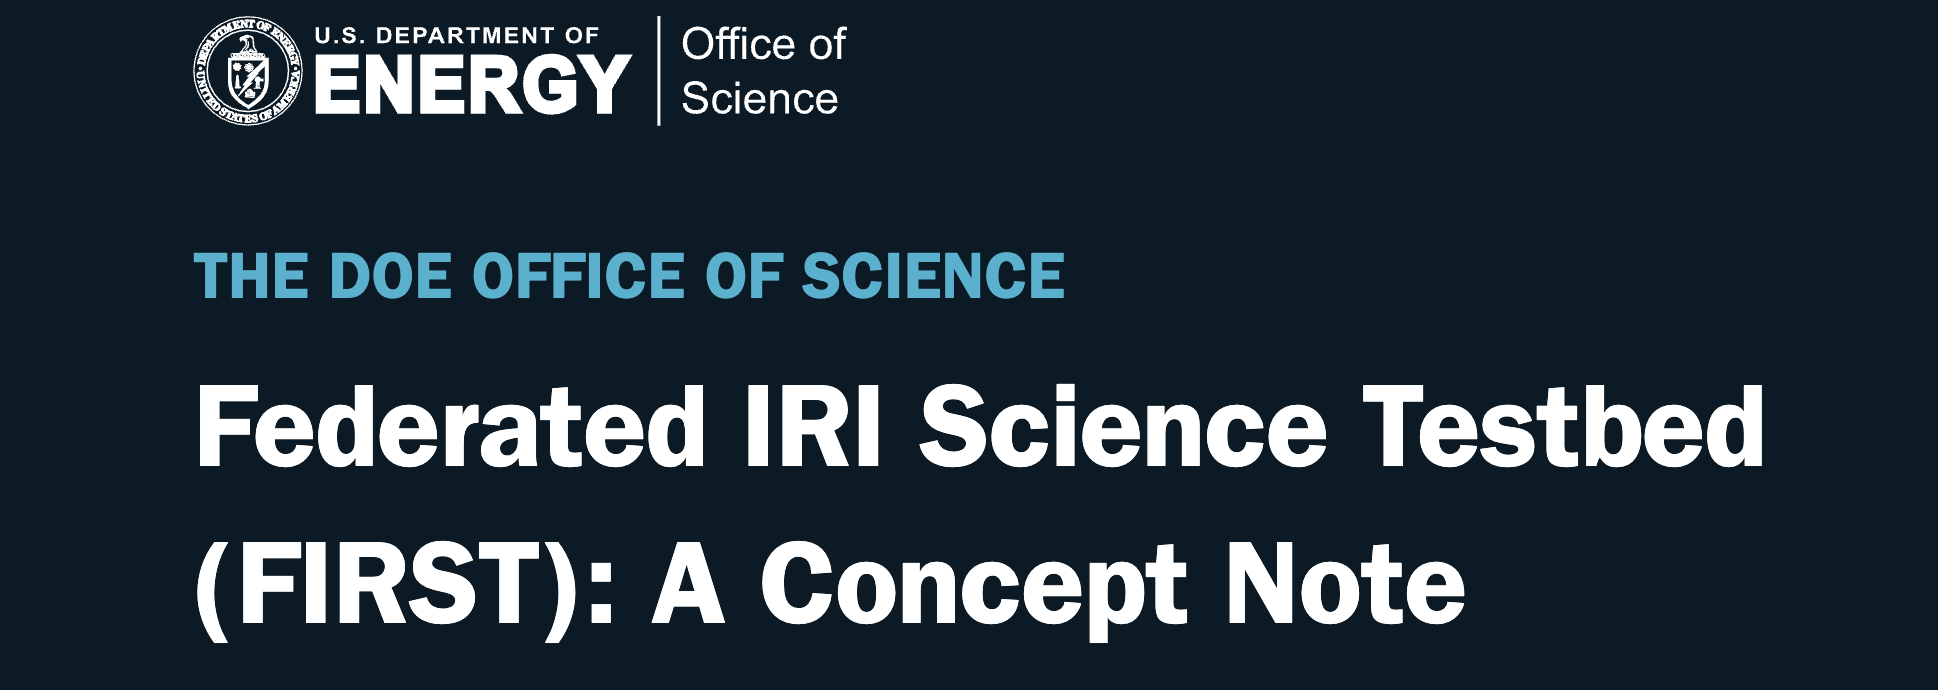 U.S. DEPARTMENT OF
ENERGY
Office of
Science
DEPARTMENT OF ENERGY
UNITED STATES OF AMERICA
THE DOE OFFICE OF SCIENCE
Federated IRI Science Testbed
(FIRST): A Concept Note